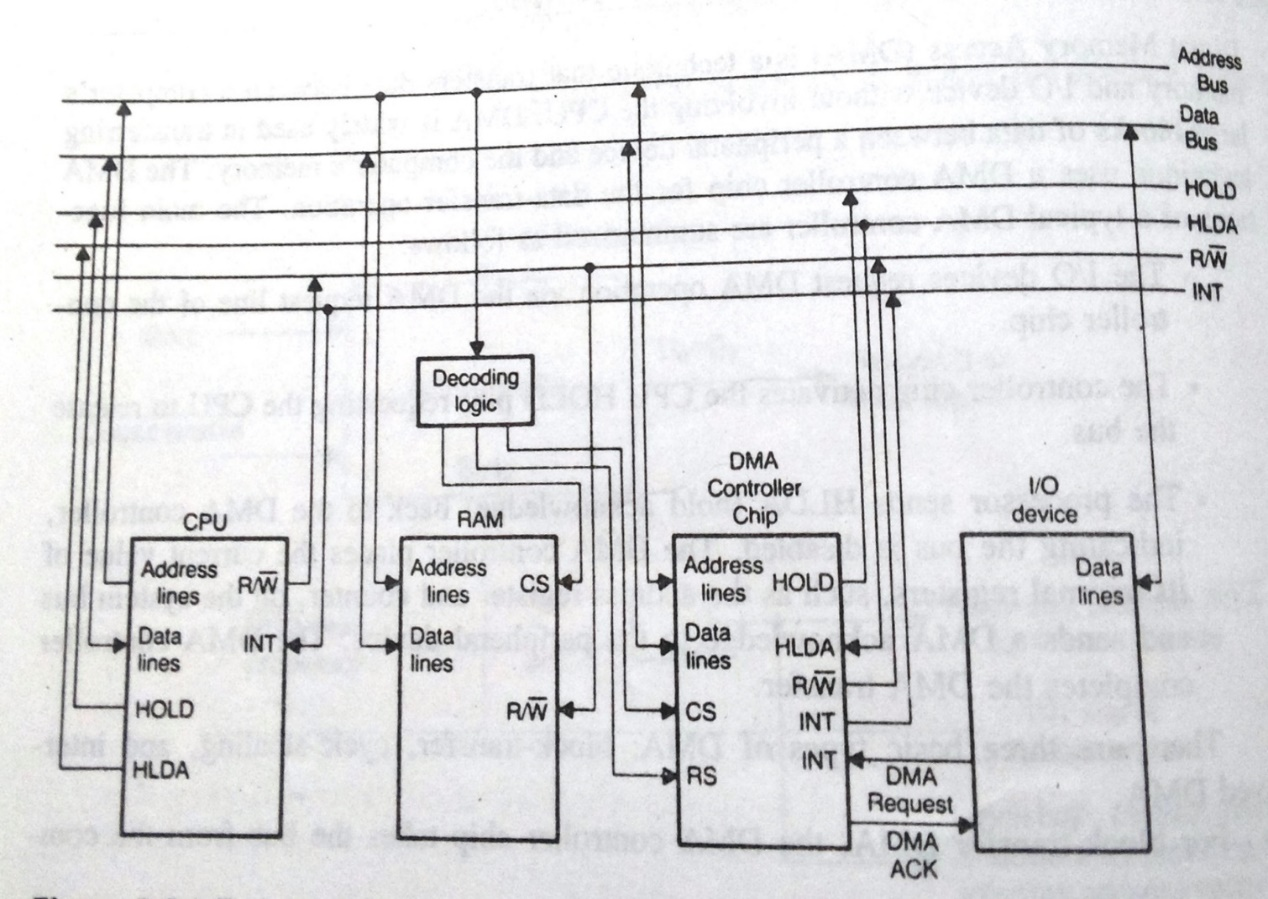 Address
Bus
Data
Bus
HOLD
HLDA
R/W̅
INT
Decoding
logic
CPU
Address
lines
R/W̅
Data
lines
INT
HOLD
HLDA
RAM
Address
lines
CS
Data
lines
R/W̅
DMA
Controller
Chip
Address
lines
HOLD
Data
lines
HLDA
R/W̅
CS
INT
RS
INT
DMA
Request
DMA
ACK
I/O
device
Data
lines